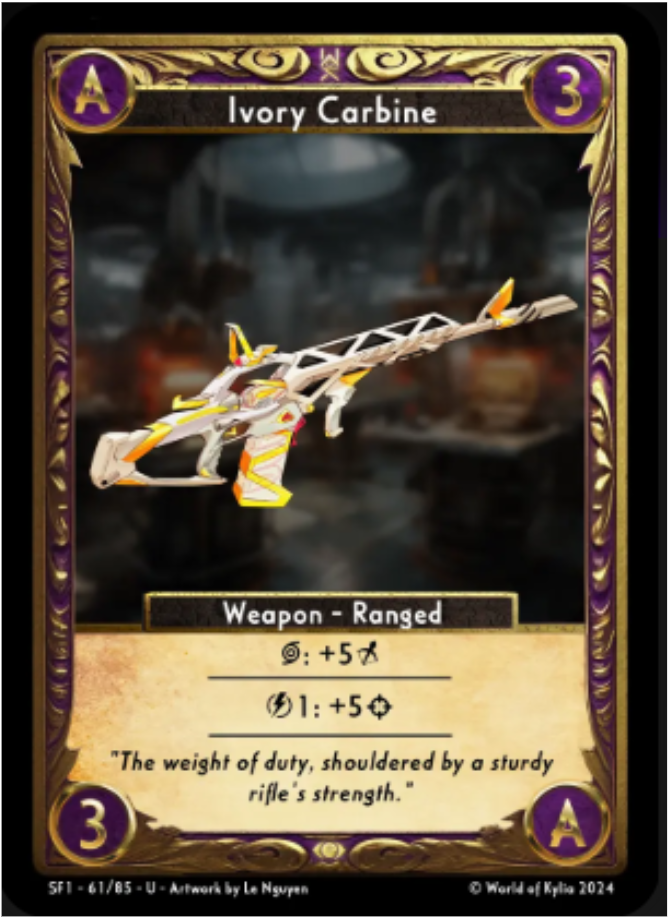 A
3
Ivory Carbine
Weapon - Ranged
: +5
1: +5
"The weight of duty, shouldered by a sturdy
rifle's strength."
3
A
SF1 - 61/85 - U - Artwork by Le Nguyen
© World of Kylia 2024